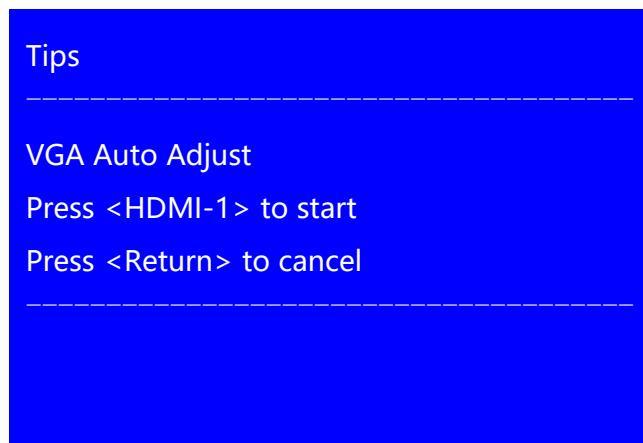 Tips
VGA Auto Adjust
Press <HDMI-1> to start
Press <Return> to cancel